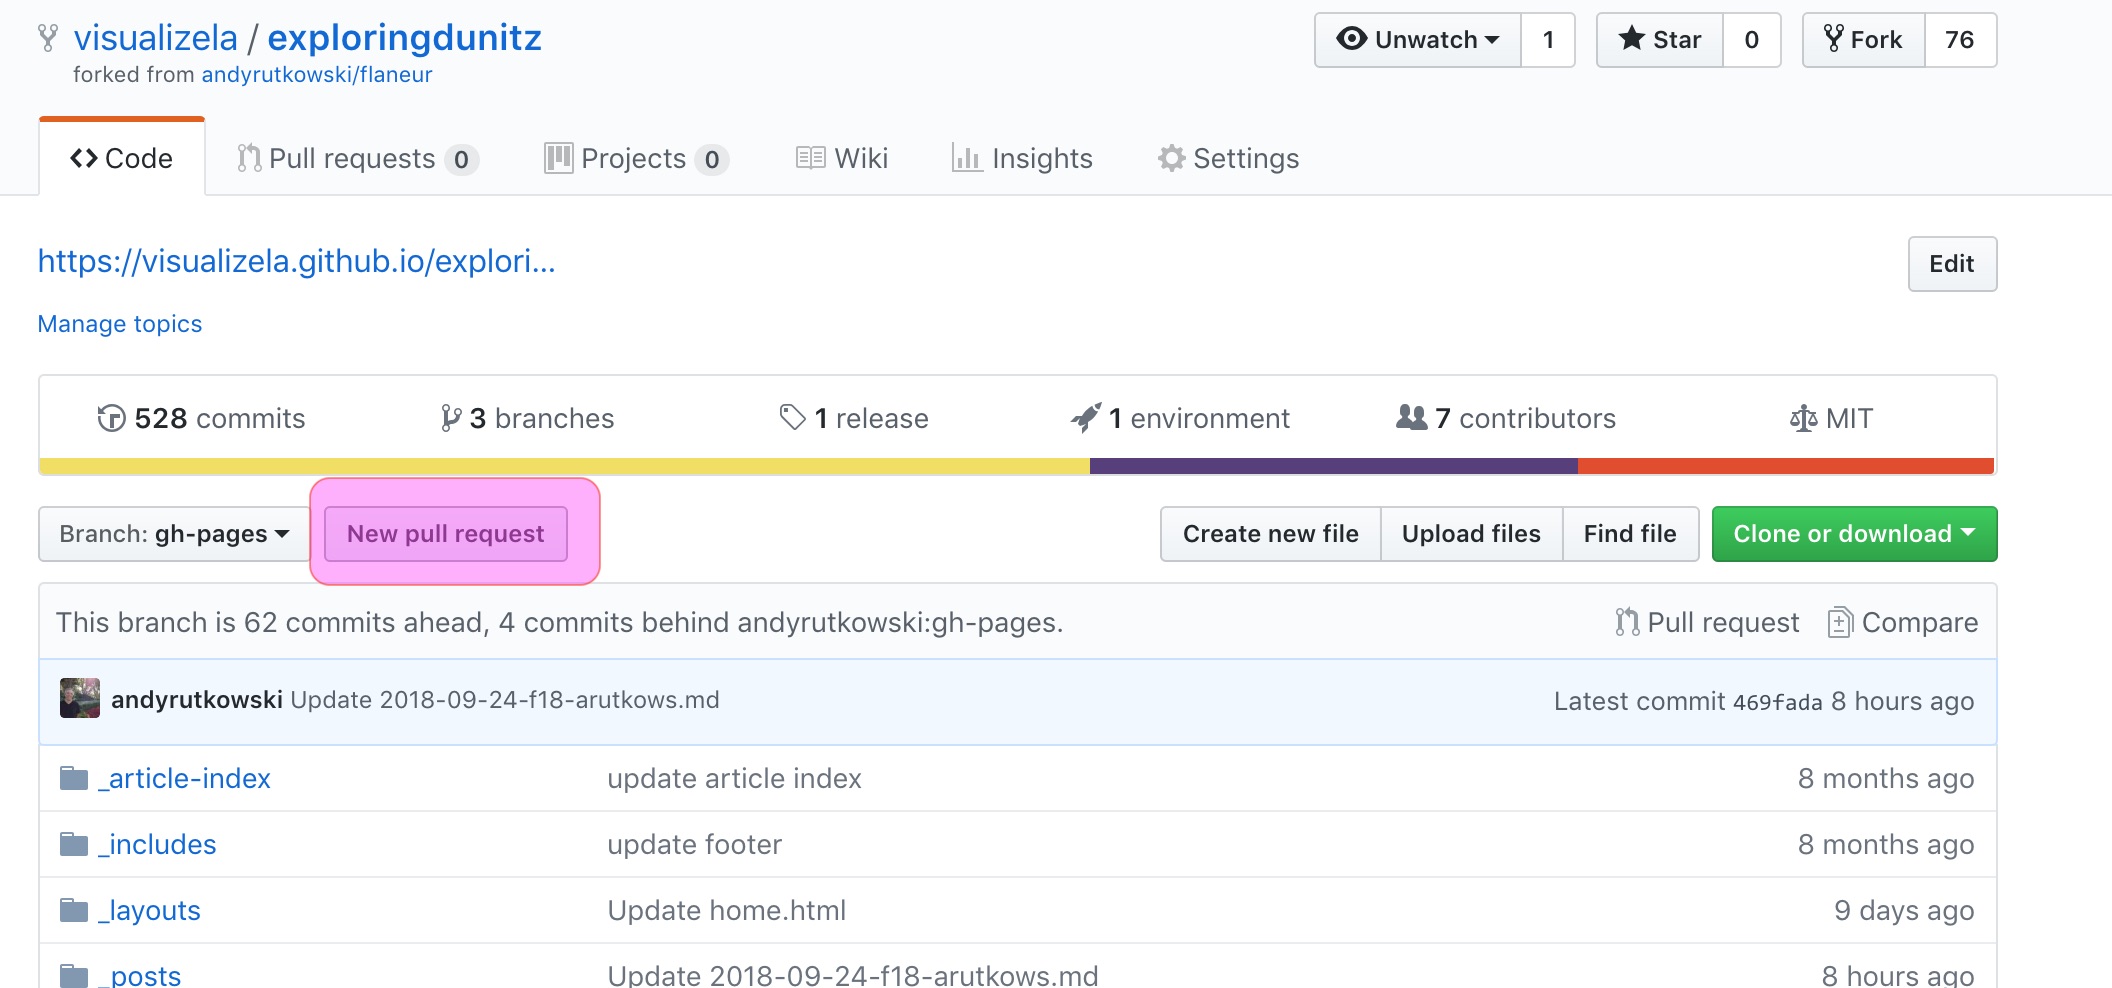 visualizela / exploringdunitz
Unwatch 1 Star 0 Fork 76
forked from andyrutkowski/flaneur
Code Pull requests 0 Projects 0 Wiki Insights Settings
https://visualizela.github.io/explori...
Edit
Manage topics
528 commits 3 branches 1 release 1 environment 7 contributors MIT
Branch: gh-pages New pull request Create new file Upload files Find file Clone or download
This branch is 62 commits ahead, 4 commits behind andyrutkowski:gh-pages. Pull request Compare
andyrutkowski Update 2018-09-24-f18-arutkows.md Latest commit 469fada 8 hours ago
_article-index update article index 8 months ago
_includes update footer 8 months ago
_layouts Update home.html 9 days ago
_posts Update 2018-09-24-f18-arutkows.md 8 hours ago